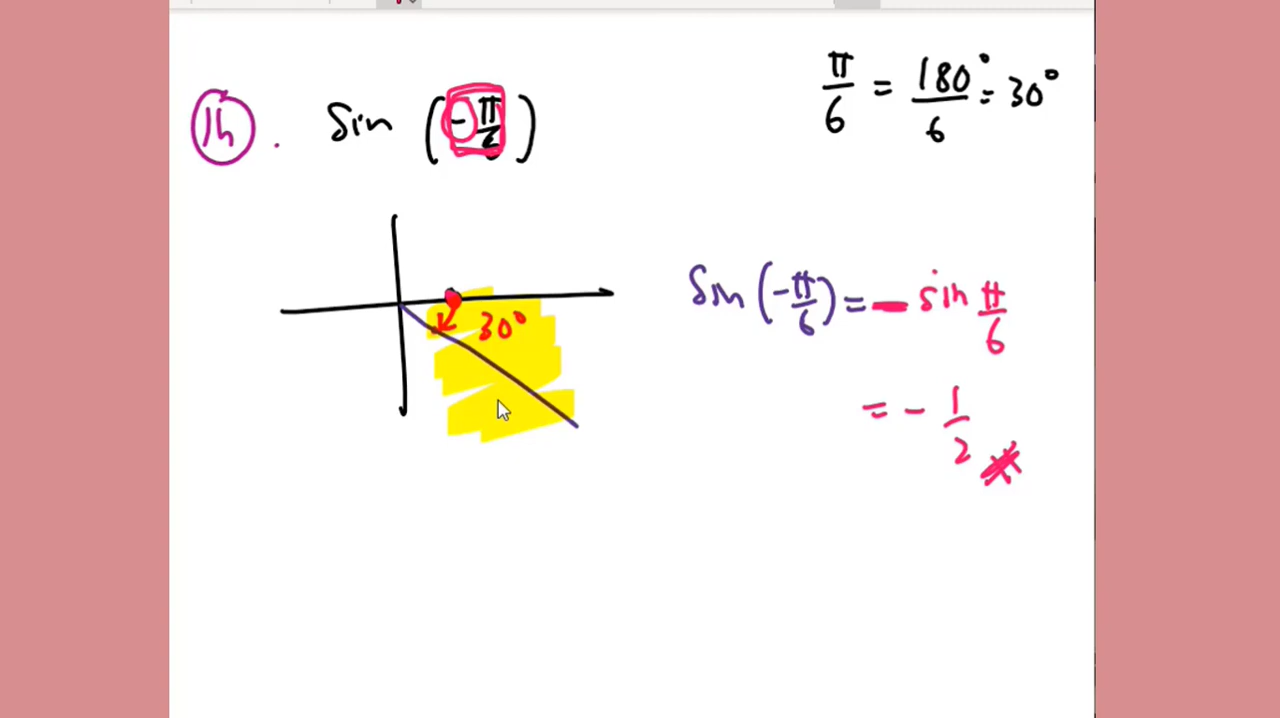 1h. Sin (-π/6)
π/6 = 180°/6 = 30°
30°
Sin (-π/6) = - sin π/6
= - 1/2